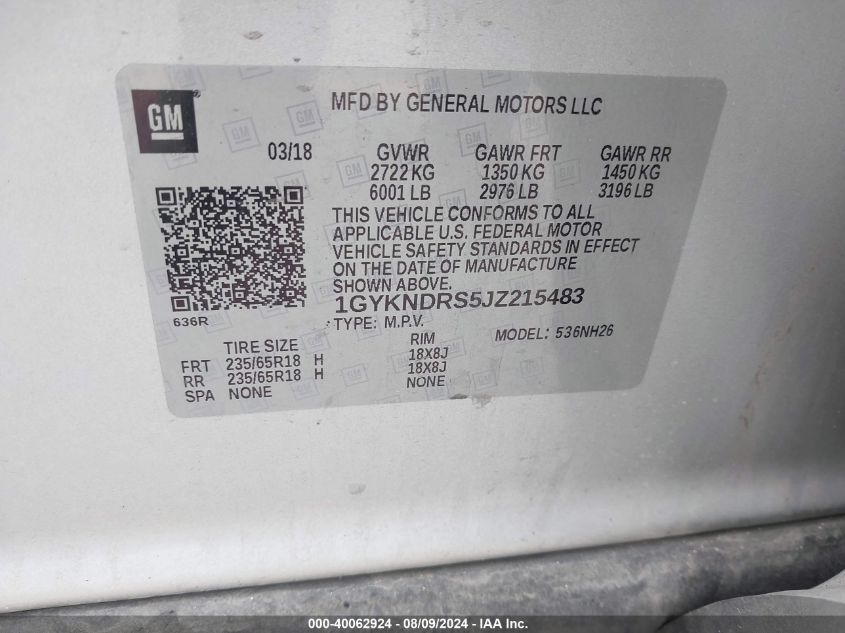 GM ®
MFD BY GENERAL MOTORS LLC
03/18 GVWR GAWR FRT GAWR RR
2722 KG 1350 KG 1450 KG
6001 LB 2976 LB 3196 LB
THIS VEHICLE CONFORMS TO ALL
APPLICABLE U.S. FEDERAL MOTOR
VEHICLE SAFETY STANDARDS IN EFFECT
ON THE DATE OF MANUFACTURE
SHOWN ABOVE.
1GYKNDRS5JZ215483
636R
TYPE: M.P.V. MODEL: 536NH26
TIRE SIZE RIM
FRT 235/65R18 H 18X8J
RR 235/65R18 H 18X8J
SPA NONE NONE
000-40062924 - 08/09/2024 - IAA Inc.